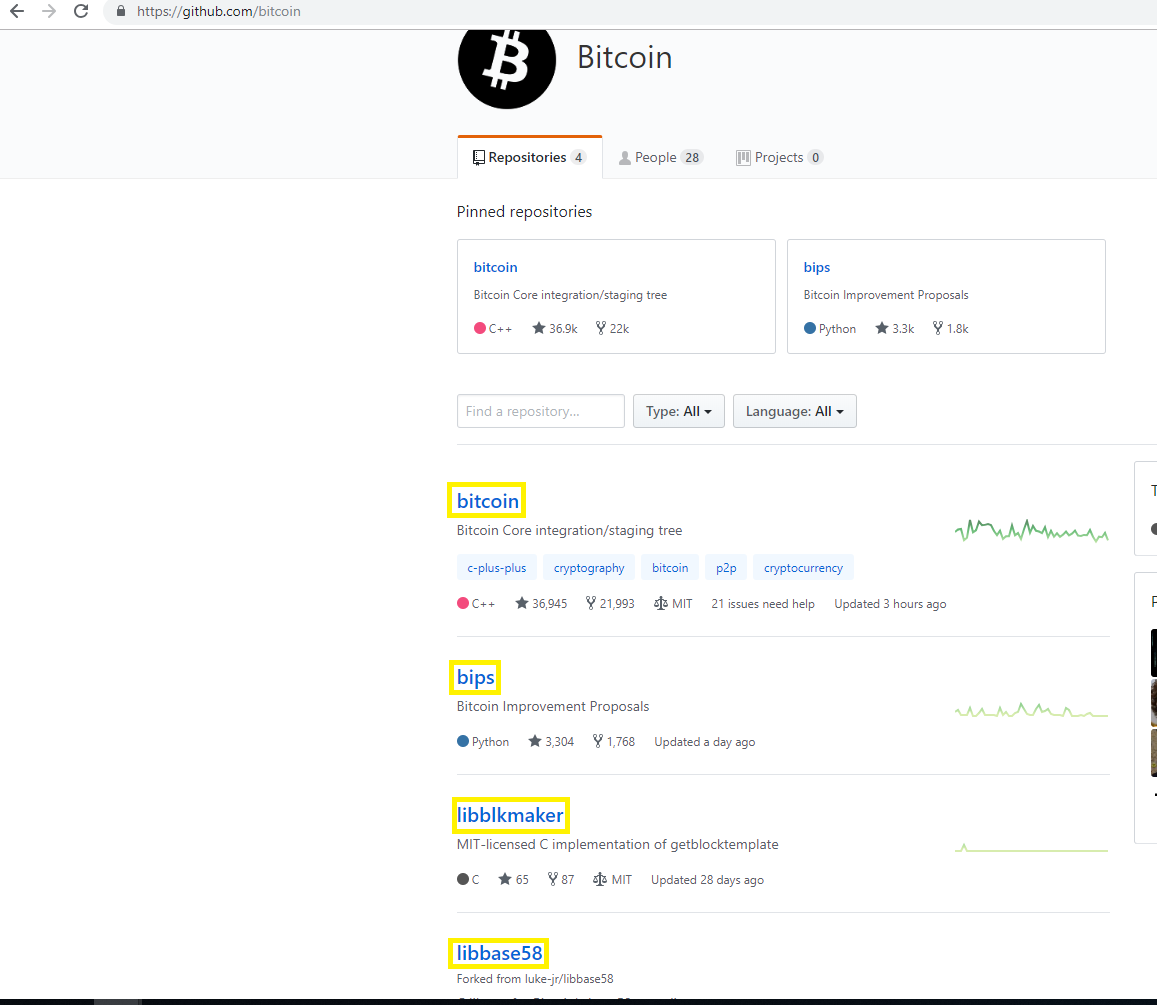 https://github.com/bitcoin
Bitcoin
Repositories 4 People 28 Projects 0
Pinned repositories
bitcoin
Bitcoin Core integration/staging tree
C++ 36.9k 22k
bips
Bitcoin Improvement Proposals
Python 3.3k 1.8k
Find a repository... Type: All Language: All
bitcoin
Bitcoin Core integration/staging tree
c-plus-plus cryptography bitcoin p2p cryptocurrency
C++ 36,945 21,993 MIT 21 issues need help Updated 3 hours ago
bips
Bitcoin Improvement Proposals
Python 3,304 1,768 Updated a day ago
libblkmaker
MIT-licensed C implementation of getblocktemplate
C 65 87 MIT Updated 28 days ago
libbase58
Forked from luke-jr/libbase58